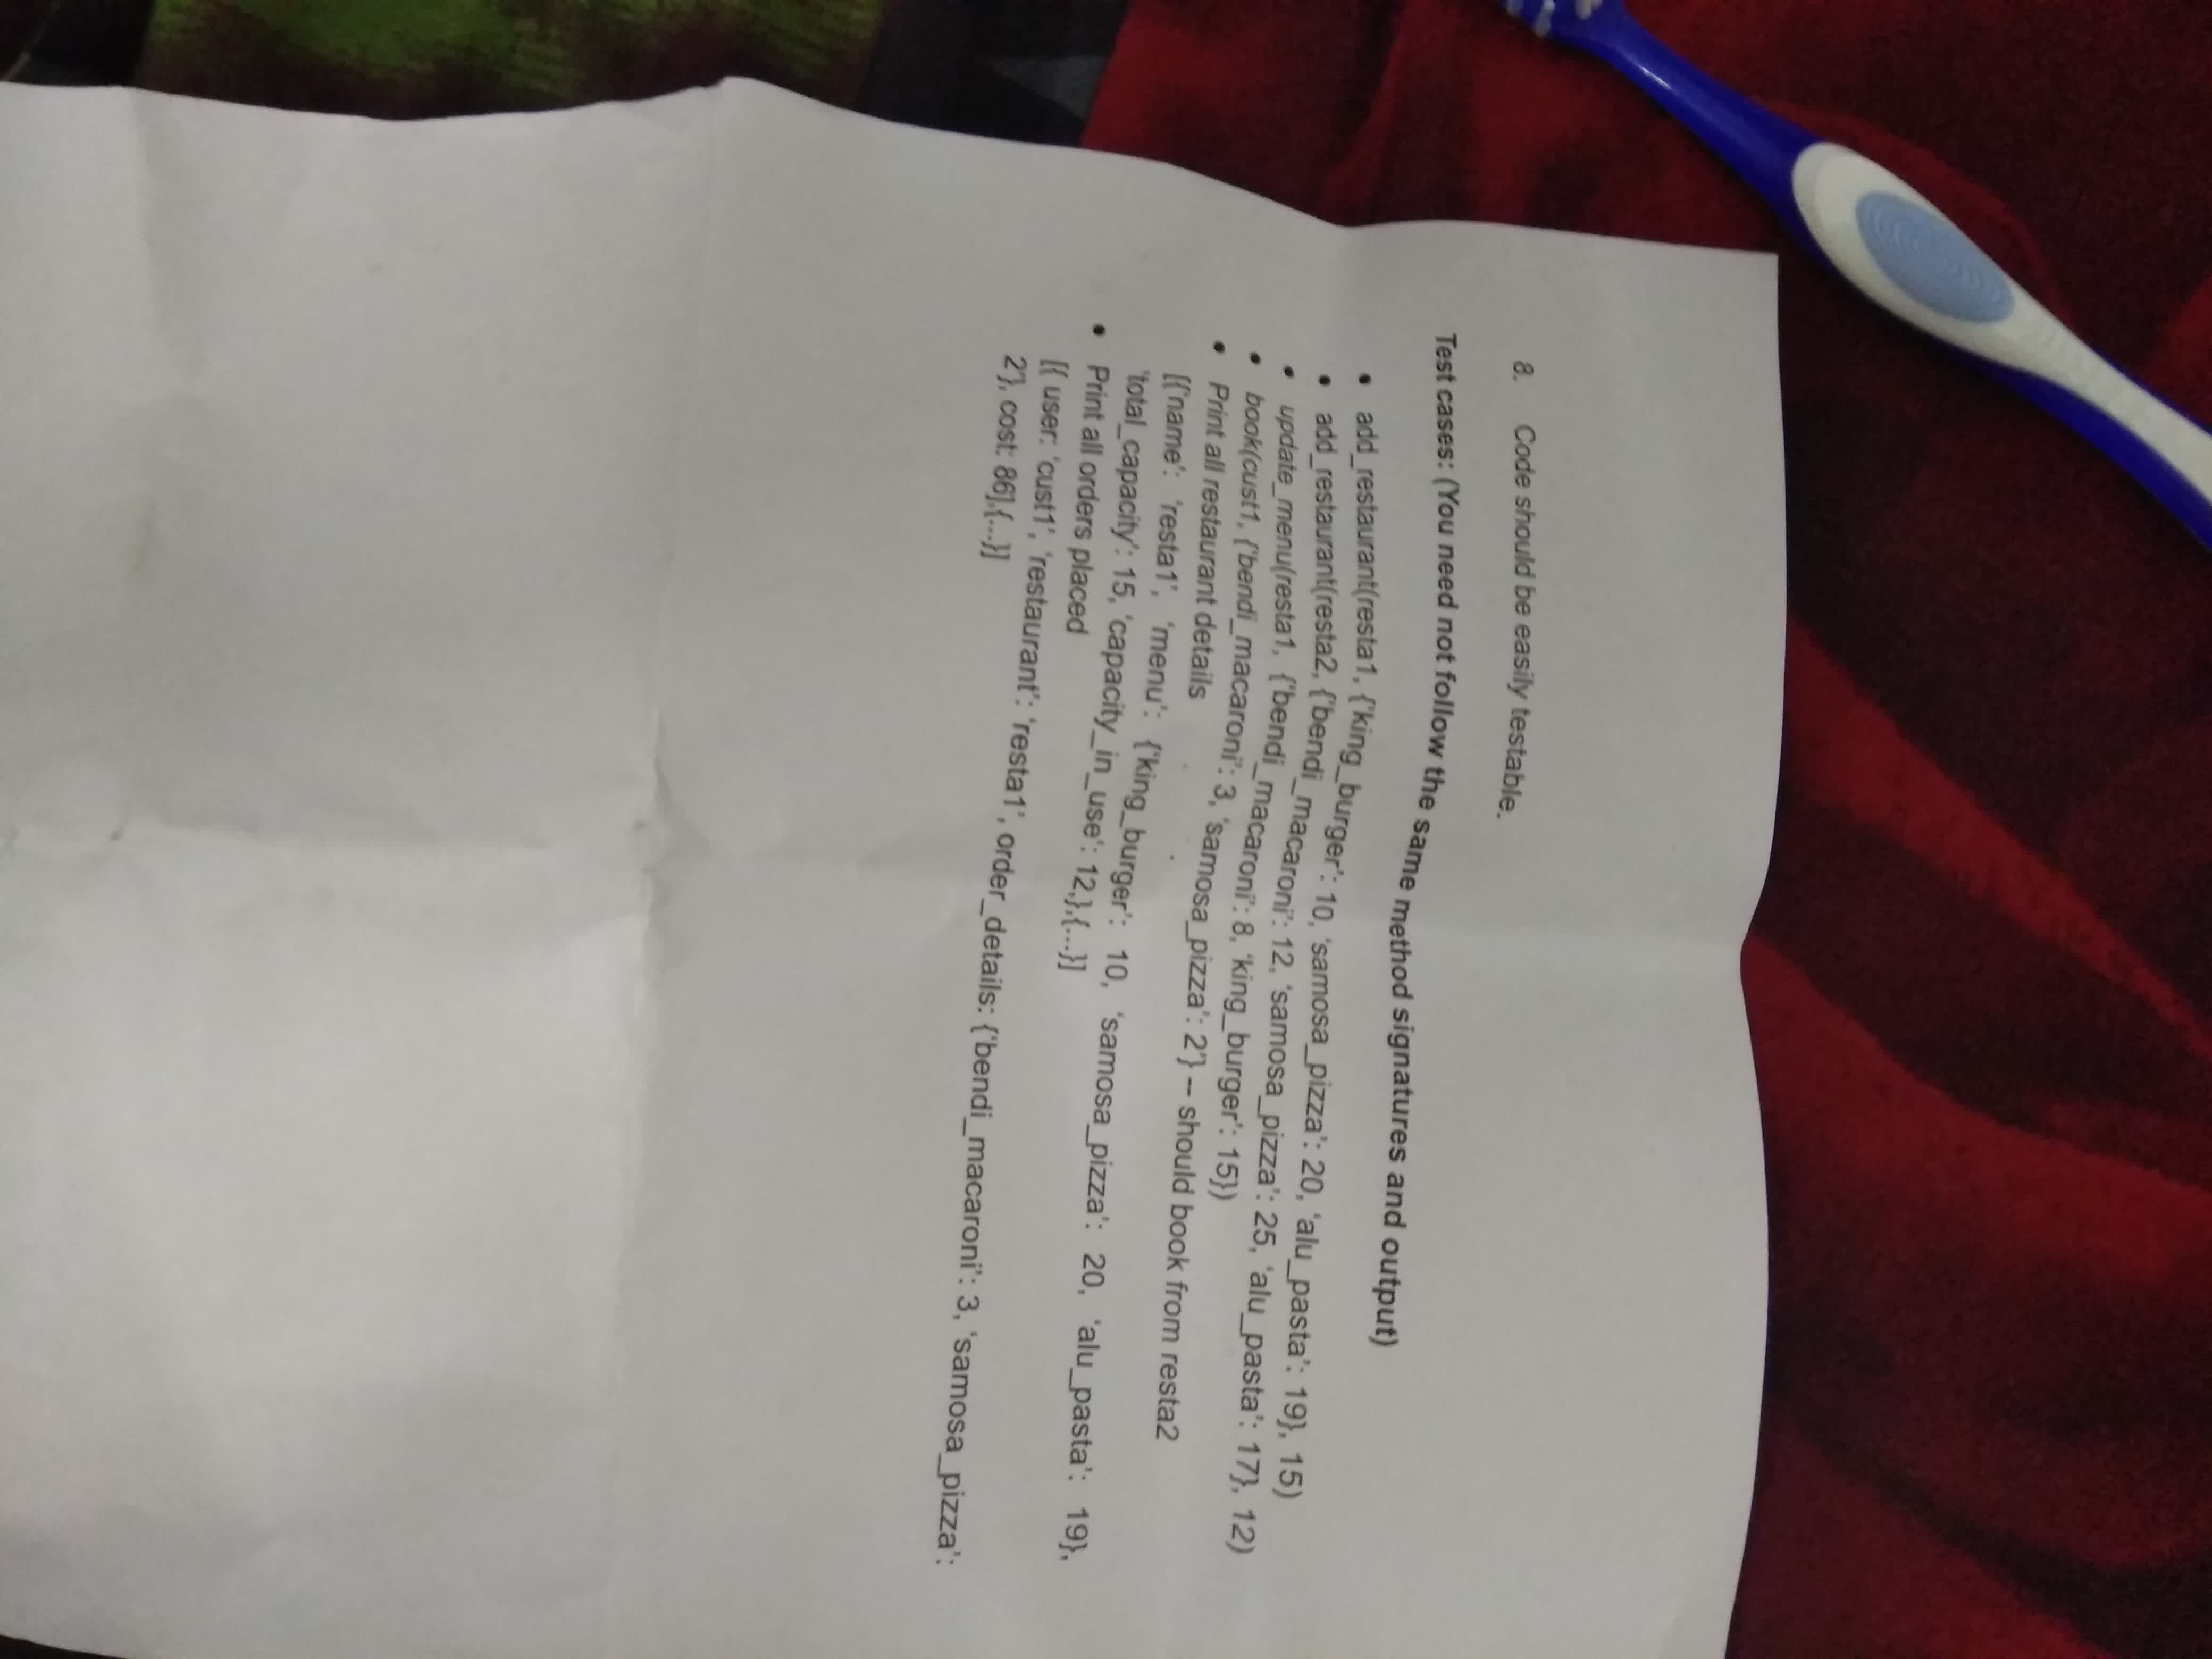 8. Code should be easily testable.
Test cases: (You need not follow the same method signatures and output)
• add_restaurant(resta1, {'king_burger': 10, 'samosa_pizza': 20, 'alu_pasta': 19}, 15)
• add_restaurant(resta2, {'bendi_macaroni': 12, 'samosa_pizza': 25, 'alu_pasta': 17}, 12)
• update_menu(resta1, {'bendi_macaroni': 8, 'king_burger': 15})
• book(cust1, {'bendi_macaroni': 3, 'samosa_pizza': 2'} – should book from resta2
• Print all restaurant details
[{'name': 'resta1', 'menu': {'king_burger': 10, 'samosa_pizza': 20, 'alu_pasta': 19},
'total_capacity': 15, 'capacity_in_use': 12,},{...}]
• Print all orders placed
[{ user: 'cust1', 'restaurant': 'resta1', order_details: {'bendi_macaroni': 3, 'samosa_pizza':
2'}, cost: 86],{...}]